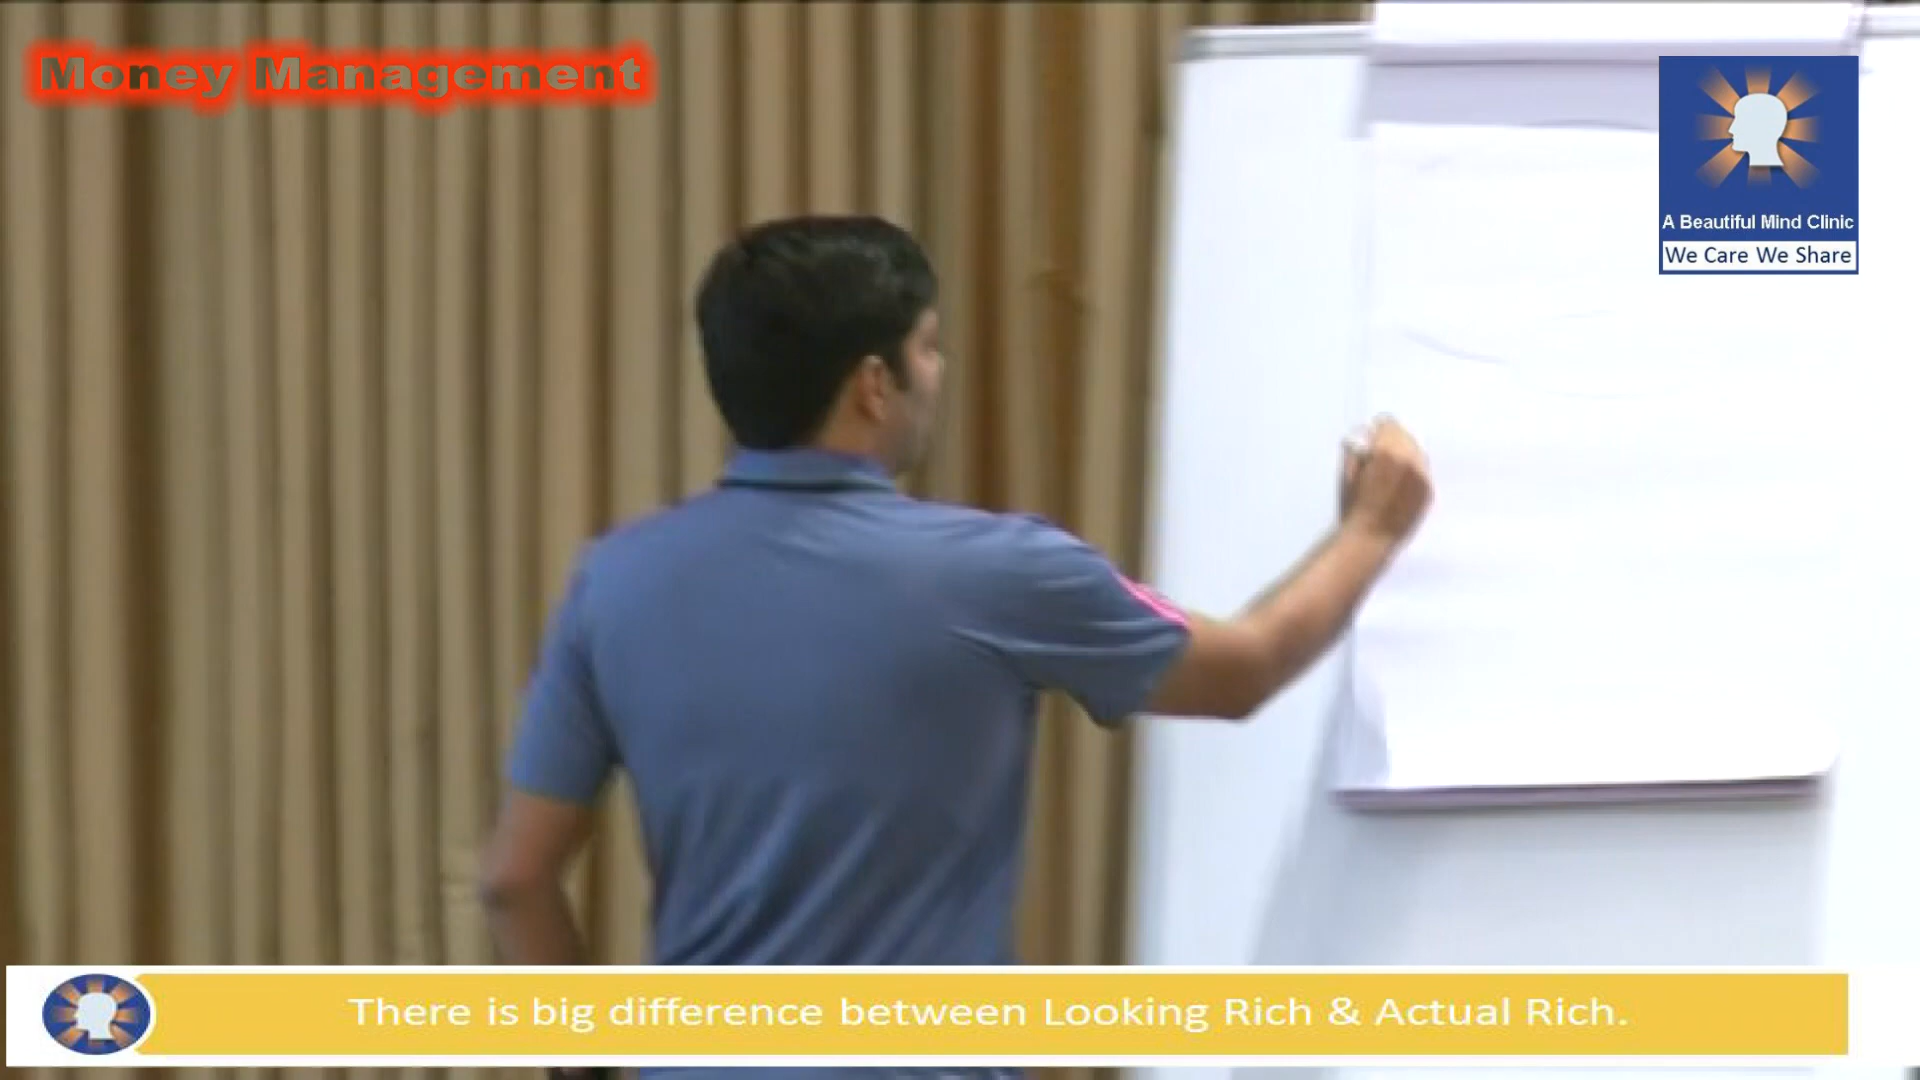 Money Management
A Beautiful Mind Clinic
We Care We Share
There is big difference between Looking Rich & Actual Rich.